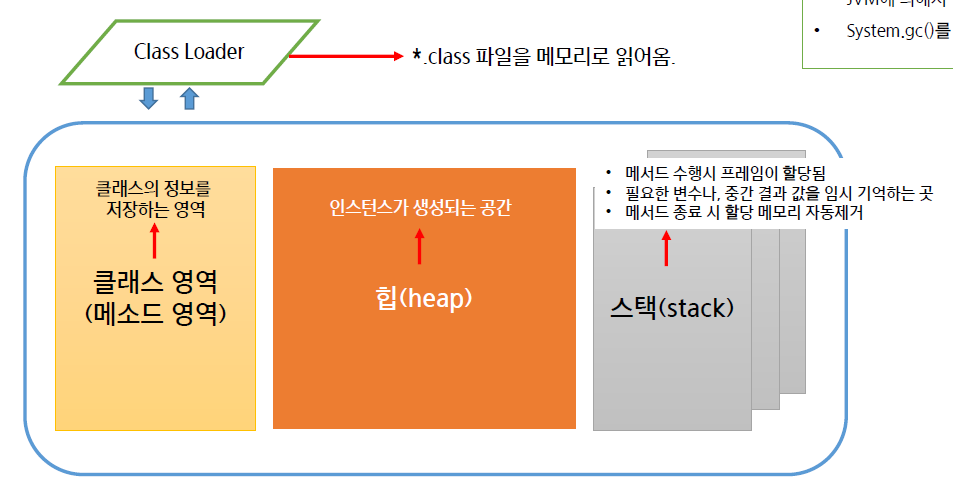 Class Loader
*.class 파일을 메모리로 읽어옴.
• System.gc()를
클래스의 정보를
저장하는 영역
클래스 영역
(메소드 영역)
인스턴스가 생성되는 공간
힙(heap)
• 메서드 수행시 프레임이 할당됨
• 필요한 변수나, 중간 결과 값을 임시 기억하는 곳
• 메서드 종료 시 할당 메모리 자동제거
스택(stack)